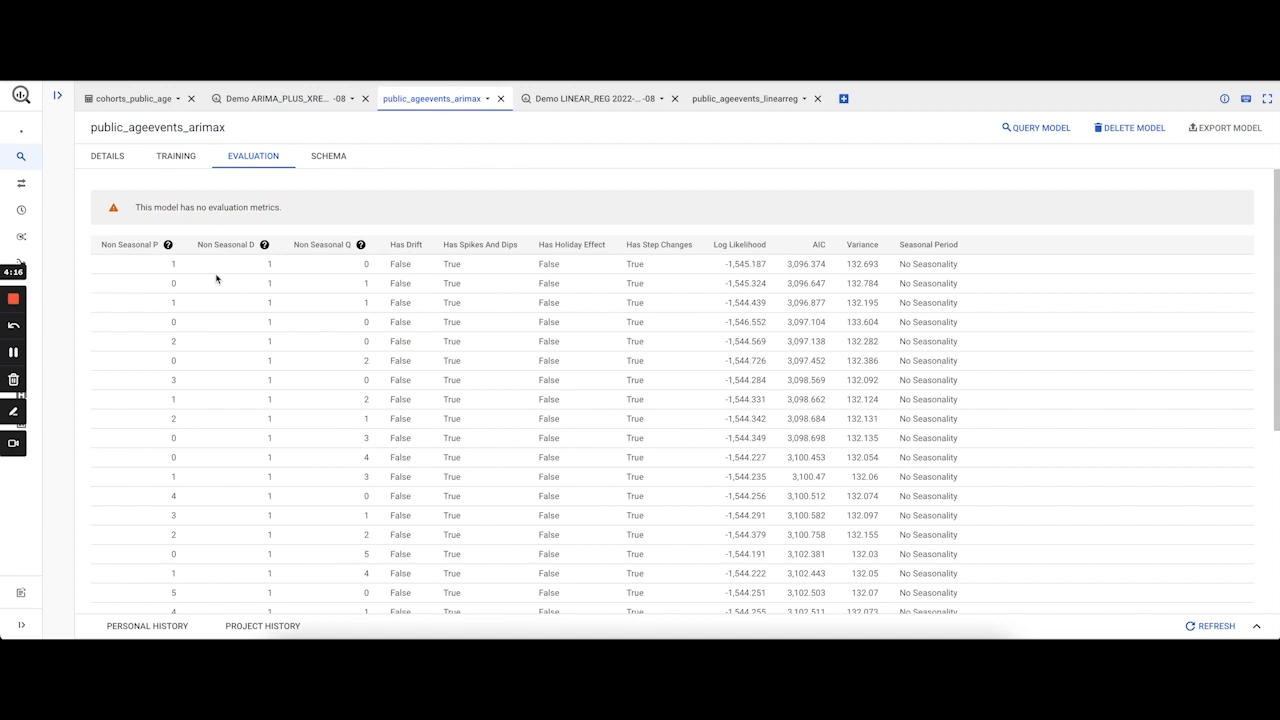 cohorts_public_age Demo ARIMA_PLUS_XRE... -08 public_ageevents_arimax Demo LINEAR_REG 2022-... -08 public_ageevents_linearreg
public_ageevents_arimax QUERY MODEL DELETE MODEL EXPORT MODEL
DETAILS TRAINING EVALUATION SCHEMA
This model has no evaluation metrics.
Non Seasonal P Non Seasonal D Non Seasonal Q Has Drift Has Spikes And Dips Has Holiday Effect Has Step Changes Log Likelihood AIC Variance Seasonal Period
1 1 0 False True False True -1,545.187 3,096.374 132.693 No Seasonality
4:16
0 1 1 False True False True -1,545.324 3,096.647 132.784 No Seasonality
1 1 1 False True False True -1,544.439 3,096.877 132.195 No Seasonality
0 1 0 False True False True -1,546.552 3,097.104 133.604 No Seasonality
2 1 0 False True False True -1,544.569 3,097.138 132.282 No Seasonality
0 1 2 False True False True -1,544.726 3,097.452 132.386 No Seasonality
3 1 0 False True False True -1,544.284 3,098.569 132.092 No Seasonality
1 1 2 False True False True -1,544.331 3,098.662 132.124 No Seasonality
2 1 1 False True False True -1,544.342 3,098.684 132.131 No Seasonality
0 1 3 False True False True -1,544.349 3,098.698 132.135 No Seasonality
0 1 4 False True False True -1,544.227 3,100.453 132.054 No Seasonality
1 1 3 False True False True -1,544.235 3,100.47 132.06 No Seasonality
4 1 0 False True False True -1,544.256 3,100.512 132.074 No Seasonality
3 1 1 False True False True -1,544.291 3,100.582 132.097 No Seasonality
2 1 2 False True False True -1,544.379 3,100.758 132.155 No Seasonality
0 1 5 False True False True -1,544.191 3,102.381 132.03 No Seasonality
1 1 4 False True False True -1,544.222 3,102.443 132.05 No Seasonality
5 1 0 False True False True -1,544.251 3,102.503 132.07 No Seasonality
4 1 1 False True False True -1,544.255 3,102.511 132.073 No Seasonality
PERSONAL HISTORY PROJECT HISTORY REFRESH